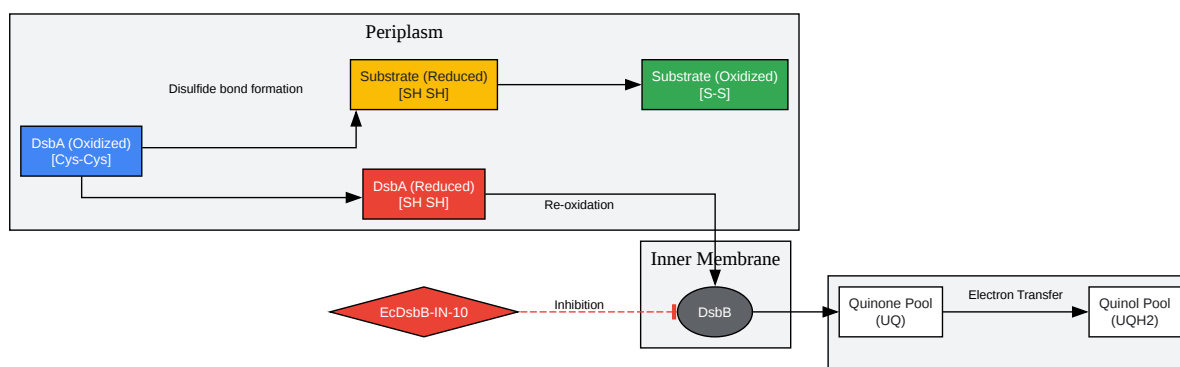 Periplasm
Substrate (Reduced)
[SH SH]
Substrate (Oxidized)
[S-S]
Disulfide bond formation
DsbA (Oxidized)
[Cys-Cys]
DsbA (Reduced)
[SH SH]
Re-oxidation
Inner Membrane
EcDsbB-IN-10
Inhibition
DsbB
Quinone Pool
(UQ)
Electron Transfer
Quinol Pool
(UQH2)